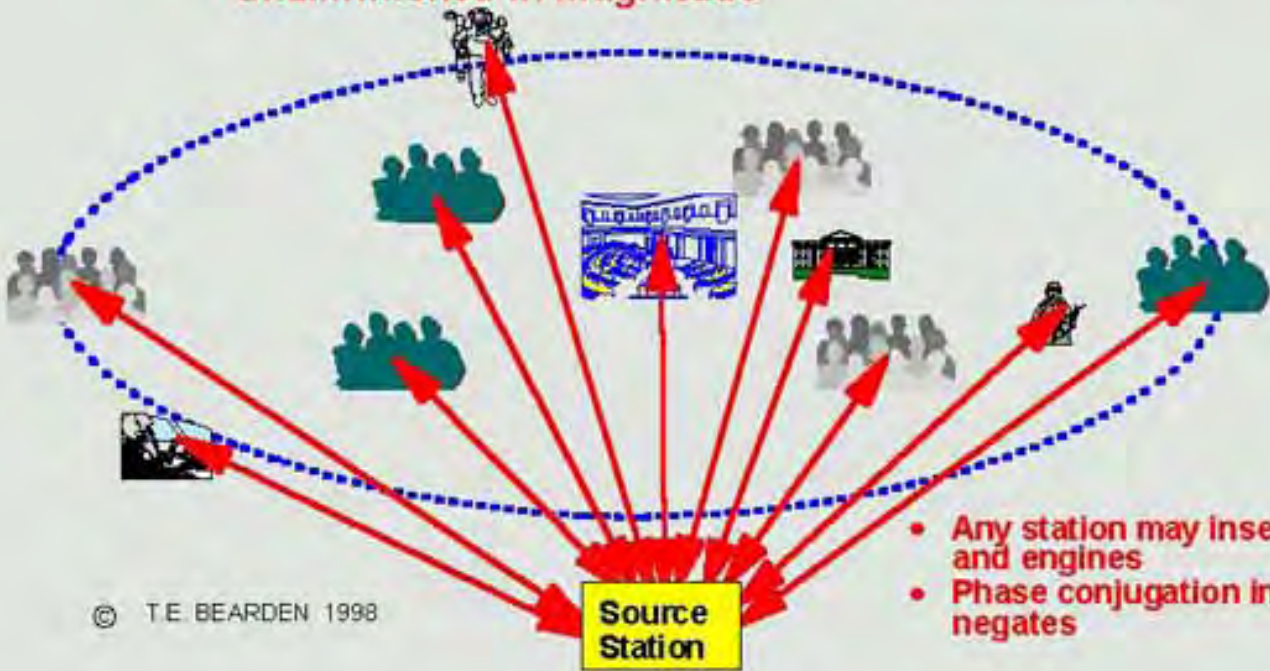 • Any station may inse
and engines
• Phase conjugation in
negates
© T.E. BEARDEN 1998
Source
Station